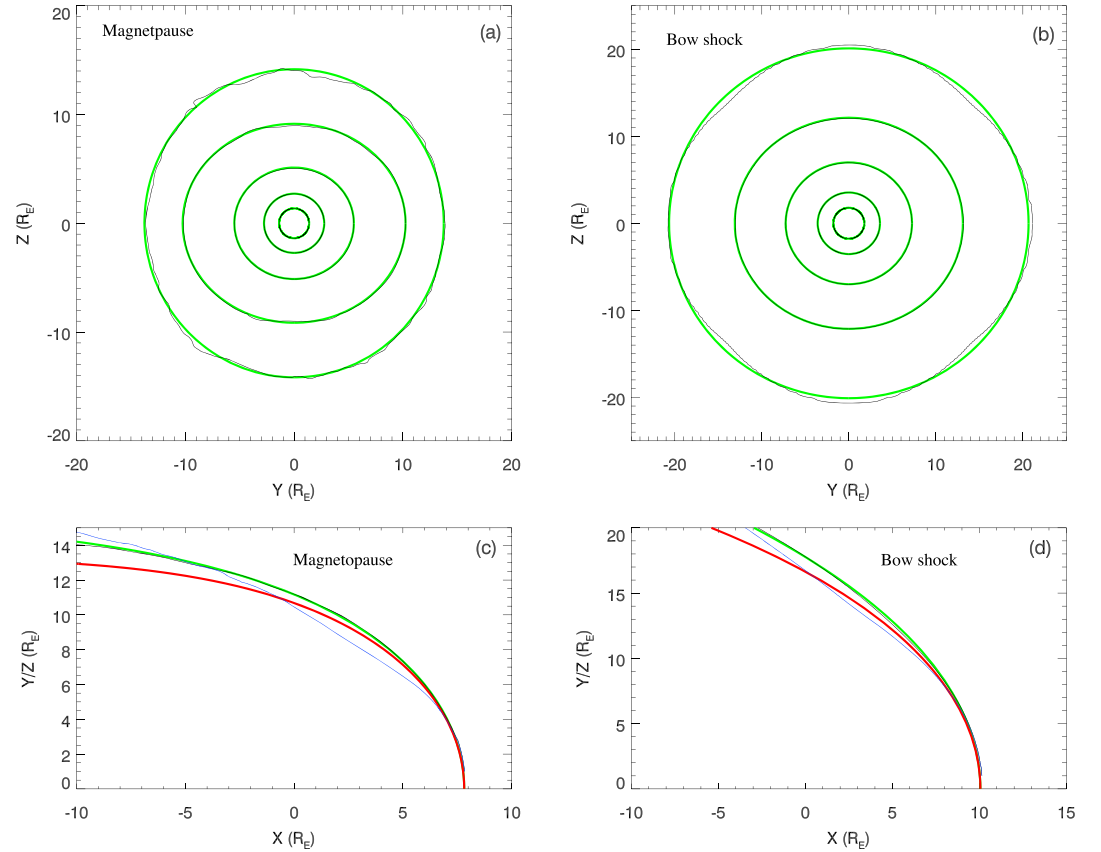 Magnetpause
(a)
20
10
0
-10
-20
Z (R_E)
-20
-10
0
10
20
Y (R_E)
Bow shock
(b)
20
10
0
-10
-20
Z (R_E)
-20
-10
0
10
20
Y (R_E)
Magnetopause
(c)
14
12
10
8
6
4
2
0
Y/Z (R_E)
-10
-5
0
5
10
X (R_E)
Bow shock
(d)
20
15
10
5
0
Y/Z (R_E)
-10
-5
0
5
10
15
X (R_E)